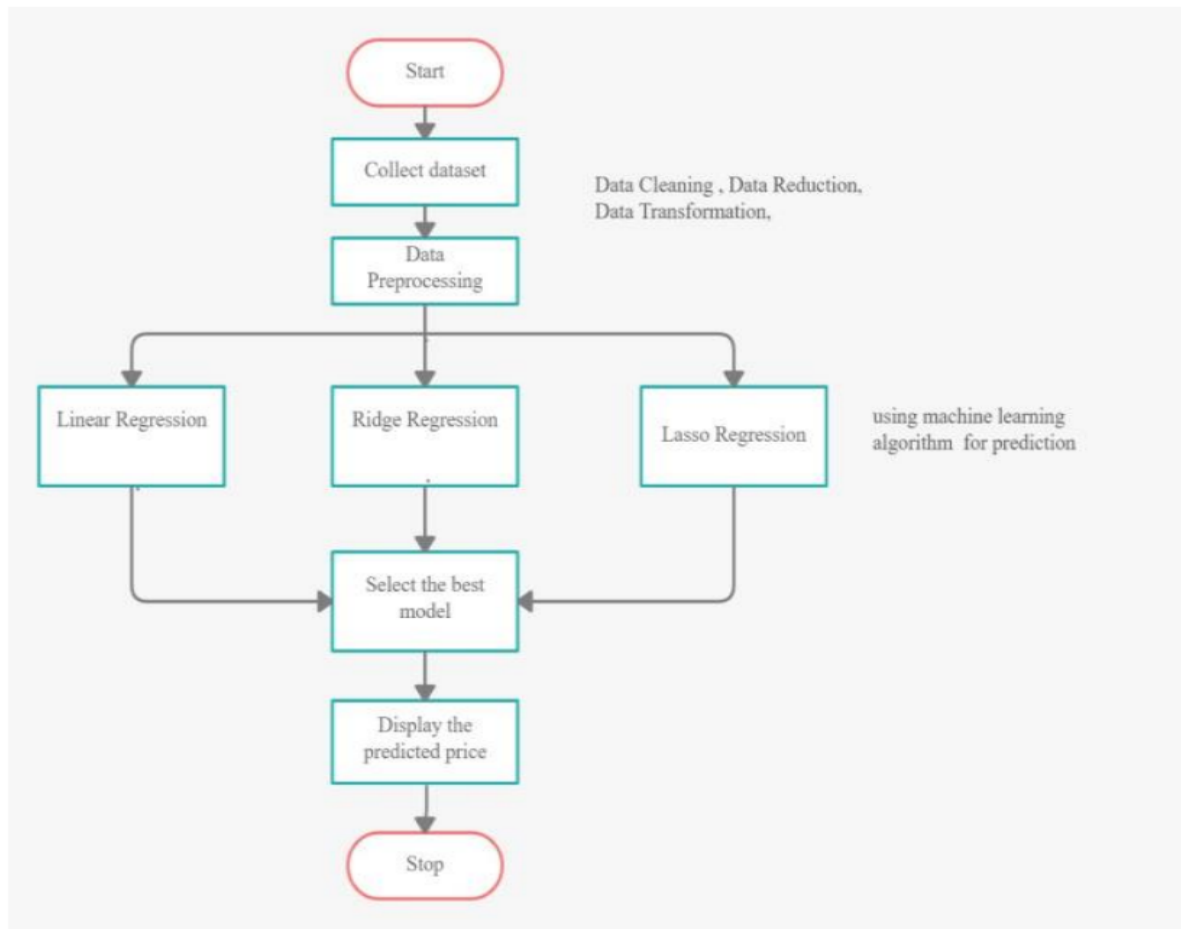 Start
Collect dataset
Data Cleaning , Data Reduction,
Data Transformation,
Data
Preprocessing
Linear Regression
Ridge Regression
Lasso Regression
using machine learning
algorithm  for prediction
Select the best
model
Display the
predicted price
Stop